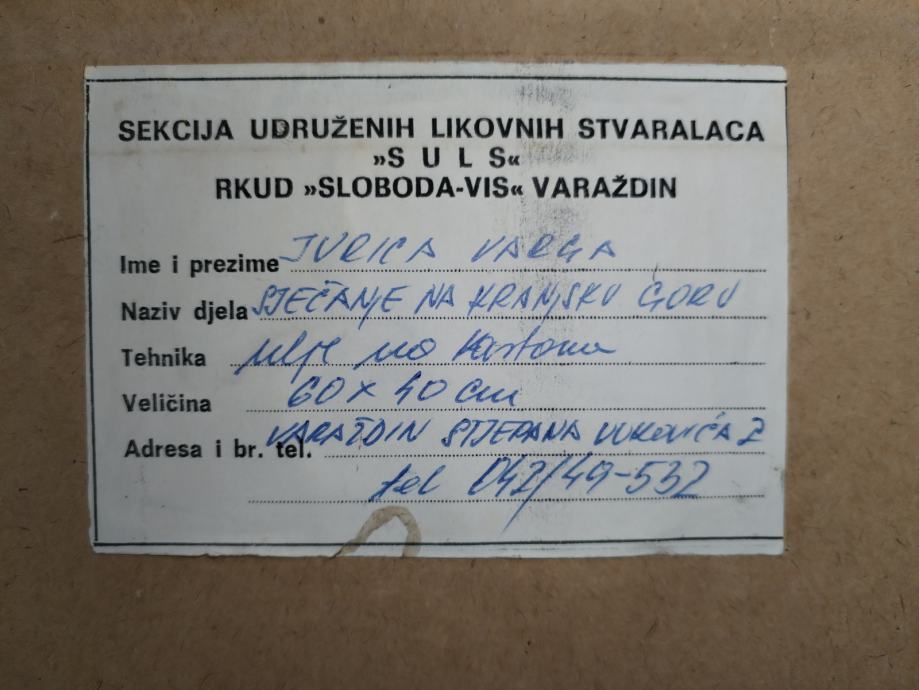 SEKCIJA UDRUŽENIH LIKOVNIH STVARALACA
»S U L S«
RKUD »SLOBODA-VIS« VARAŽDIN
Ime i prezime JURICA VARGA
Naziv djela SJEČANJE NA KRANJSKU GORU
Tehnika ulje na kartonu
Veličina 60 x 40 cm
Adresa i br. tel. VARAŽDIN STJEPANA VUKOVIĆA 2
tel 042/49-532